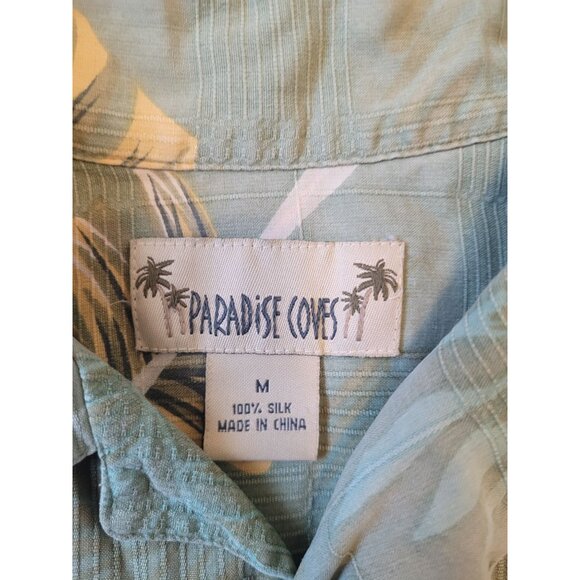 PARADiSE COVES
M
100% SILK
MADE IN CHINA